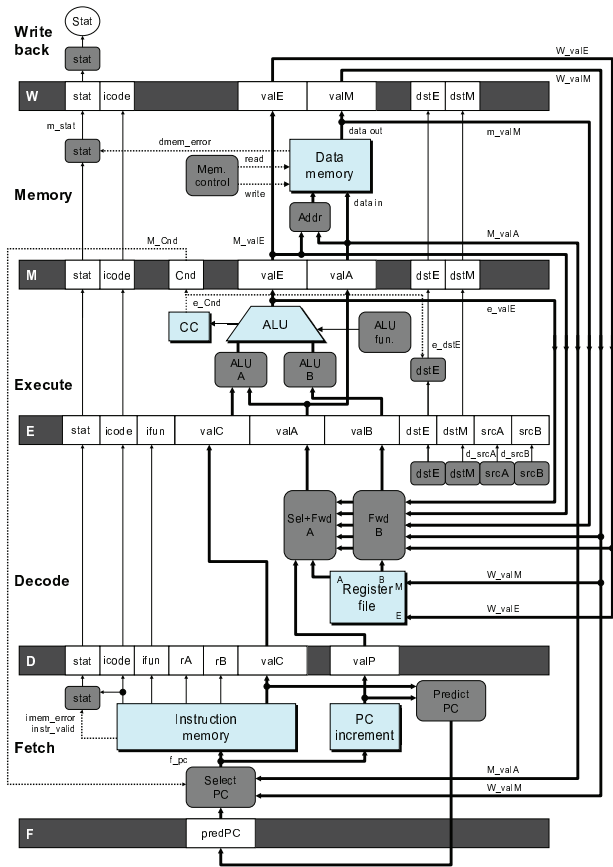 Write
back
Stat
stat
W_valE
W_valM
W
stat
icode
valE
valM
dstE
dstM
m_stat
data out
m_valM
dmem_error
stat
read
Mem.
control
write
Data
memory
Memory
data in
Addr
M_Cnd
M_valE
M_valA
M
stat
icode
Cnd
valE
valA
dstE
dstM
e_Cnd
e_valE
CC
ALU
ALU
fun.
e_dstE
ALU
A
ALU
B
dstE
Execute
E
stat
icode
ifun
valC
valA
valB
dstE
dstM
srcA
srcB
d_srcA
d_srcB
dstE
dstM
srcA
srcB
Sel+Fwd
A
Fwd
B
Decode
A
B
M
Register
file
E
W_valM
W_valE
D
stat
icode
ifun
rA
rB
valC
valP
stat
Predict
PC
imem_error
instr_valid
Instruction
memory
PC
increment
Fetch
f_pc
Select
PC
M_valA
W_valM
F
predPC